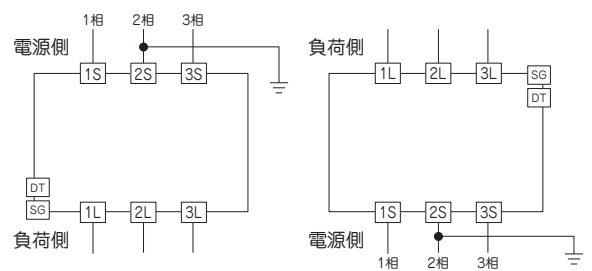 1相 2相 3相
電源側
1S 2S 3S
DT
SG
1L 2L 3L
負荷側
負荷側
1L 2L 3L SG
DT
1S 2S 3S
電源側
1相 2相 3相